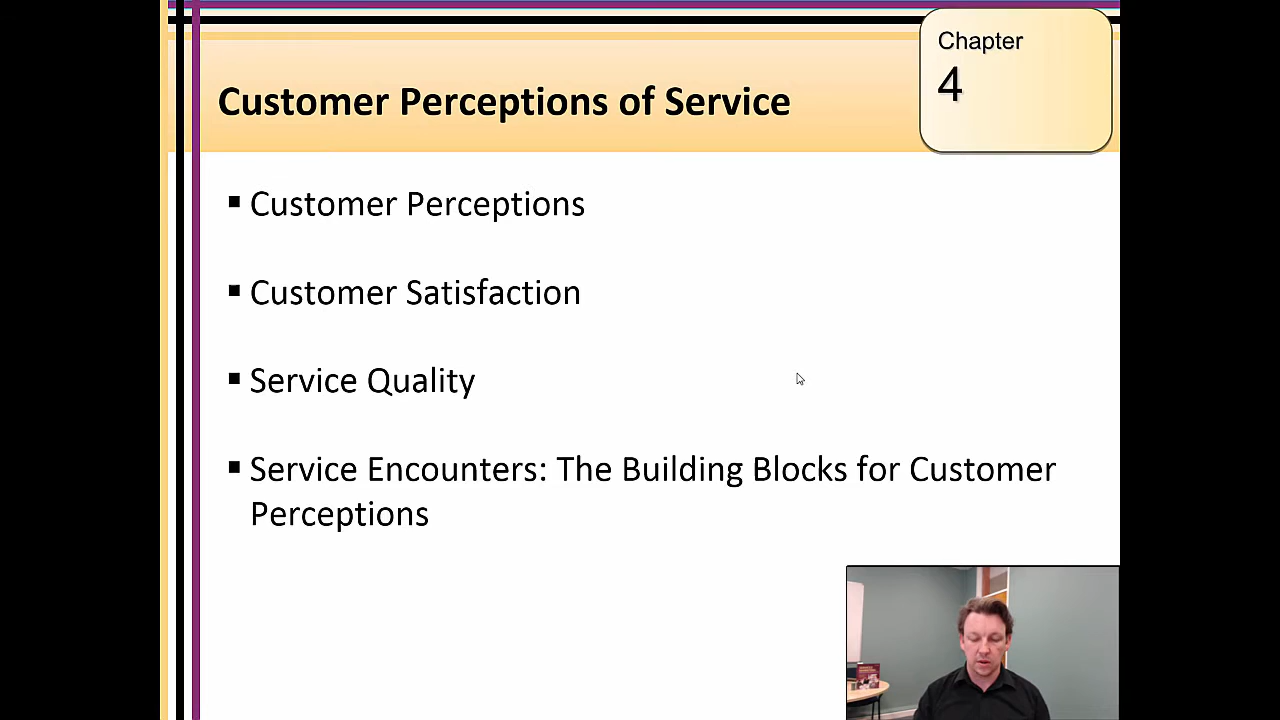 Chapter
4
Customer Perceptions of Service
▪ Customer Perceptions
▪ Customer Satisfaction
▪ Service Quality
▪ Service Encounters: The Building Blocks for Customer
Perceptions